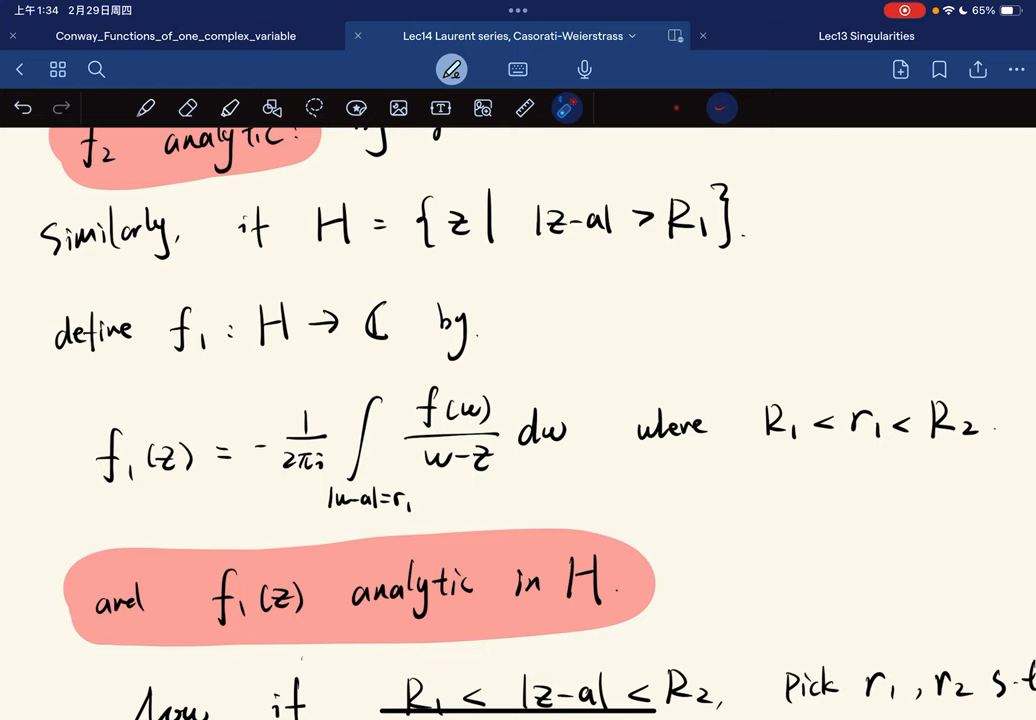 上午1:34 2月29日周四
65%
Conway_Functions_of_one_complex_variable
Lec14 Laurent series, Casorati-Weierstrass
Lec13 Singularities
f₂ analytic:
Similarly, if H = {z | |z-a| > R₁}.
define f₁ : H → ℂ by.
f₁(z) = - 1/2πi ∫_{|w-a|=r₁} f(w)/(w-z) dw where R₁ < r₁ < R₂.
and f₁(z) analytic in H.
Now if R₁ < |z-a| < R₂, pick r₁, r₂ s.t